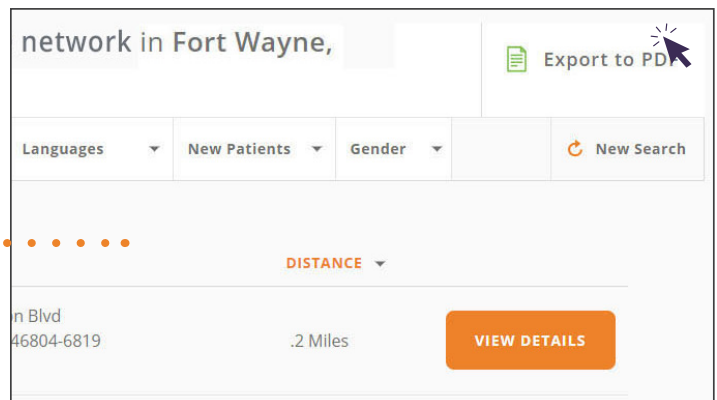 network in Fort Wayne,
Export to PDF
Languages New Patients Gender New Search
DISTANCE
n Blvd
46804-6819 .2 Miles VIEW DETAILS